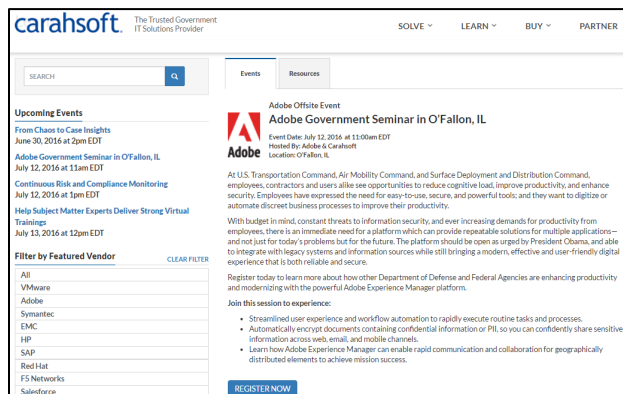 carahsoft.
The Trusted Government
IT Solutions Provider
SOLVE
LEARN
BUY
PARTNER
SEARCH
Upcoming Events
From Chaos to Case Insights
June 30, 2016 at 2pm EDT
Adobe Government Seminar in O'Fallon, IL
July 12, 2016 at 11am EDT
Continuous Risk and Compliance Monitoring
July 12, 2016 at 1pm EDT
Help Subject Matter Experts Deliver Strong Virtual
Trainings
July 13, 2016 at 12pm EDT
Filter by Featured Vendor
CLEAR FILTER
All
VMware
Adobe
Symantec
EMC
HP
SAP
Red Hat
F5 Networks
Salesforce
Events
Resources
Adobe
Adobe Offsite Event
Adobe Government Seminar in O'Fallon, IL
Event Date: July 12, 2016 at 11:00am EDT
Hosted By: Adobe & Carahsoft
Location: O'Fallon, IL
At U.S. Transportation Command, Air Mobility Command, and Surface Deployment and Distribution Command,
employees, contractors and users alike see opportunities to reduce cognitive load, improve productivity, and enhance
security. Employees have expressed the need for easy-to-use, secure, and powerful tools; and they want to digitize or
automate discreet business processes to improve their productivity.
With budget in mind, constant threats to information security, and ever increasing demands for productivity from
employees, there is an immediate need for a platform which can provide repeatable solutions for multiple applications—
and not just for today's problems but for the future. The platform should be open as urged by President Obama, and able
to integrate with legacy systems and information sources while still bringing a modern, effective and user-friendly digital
experience that is both reliable and secure.
Register today to learn more about how other Department of Defense and Federal Agencies are enhancing productivity
and modernizing with the powerful Adobe Experience Manager platform.
Join this session to experience:
• Streamlined user experience and workflow automation to rapidly execute routine tasks and processes.
• Automatically encrypt documents containing confidential information or PII, so you can confidently share sensitive
information across web, email, and mobile channels.
• Learn how Adobe Experience Manager can enable rapid communication and collaboration for geographically
distributed elements to achieve mission success.
REGISTER NOW